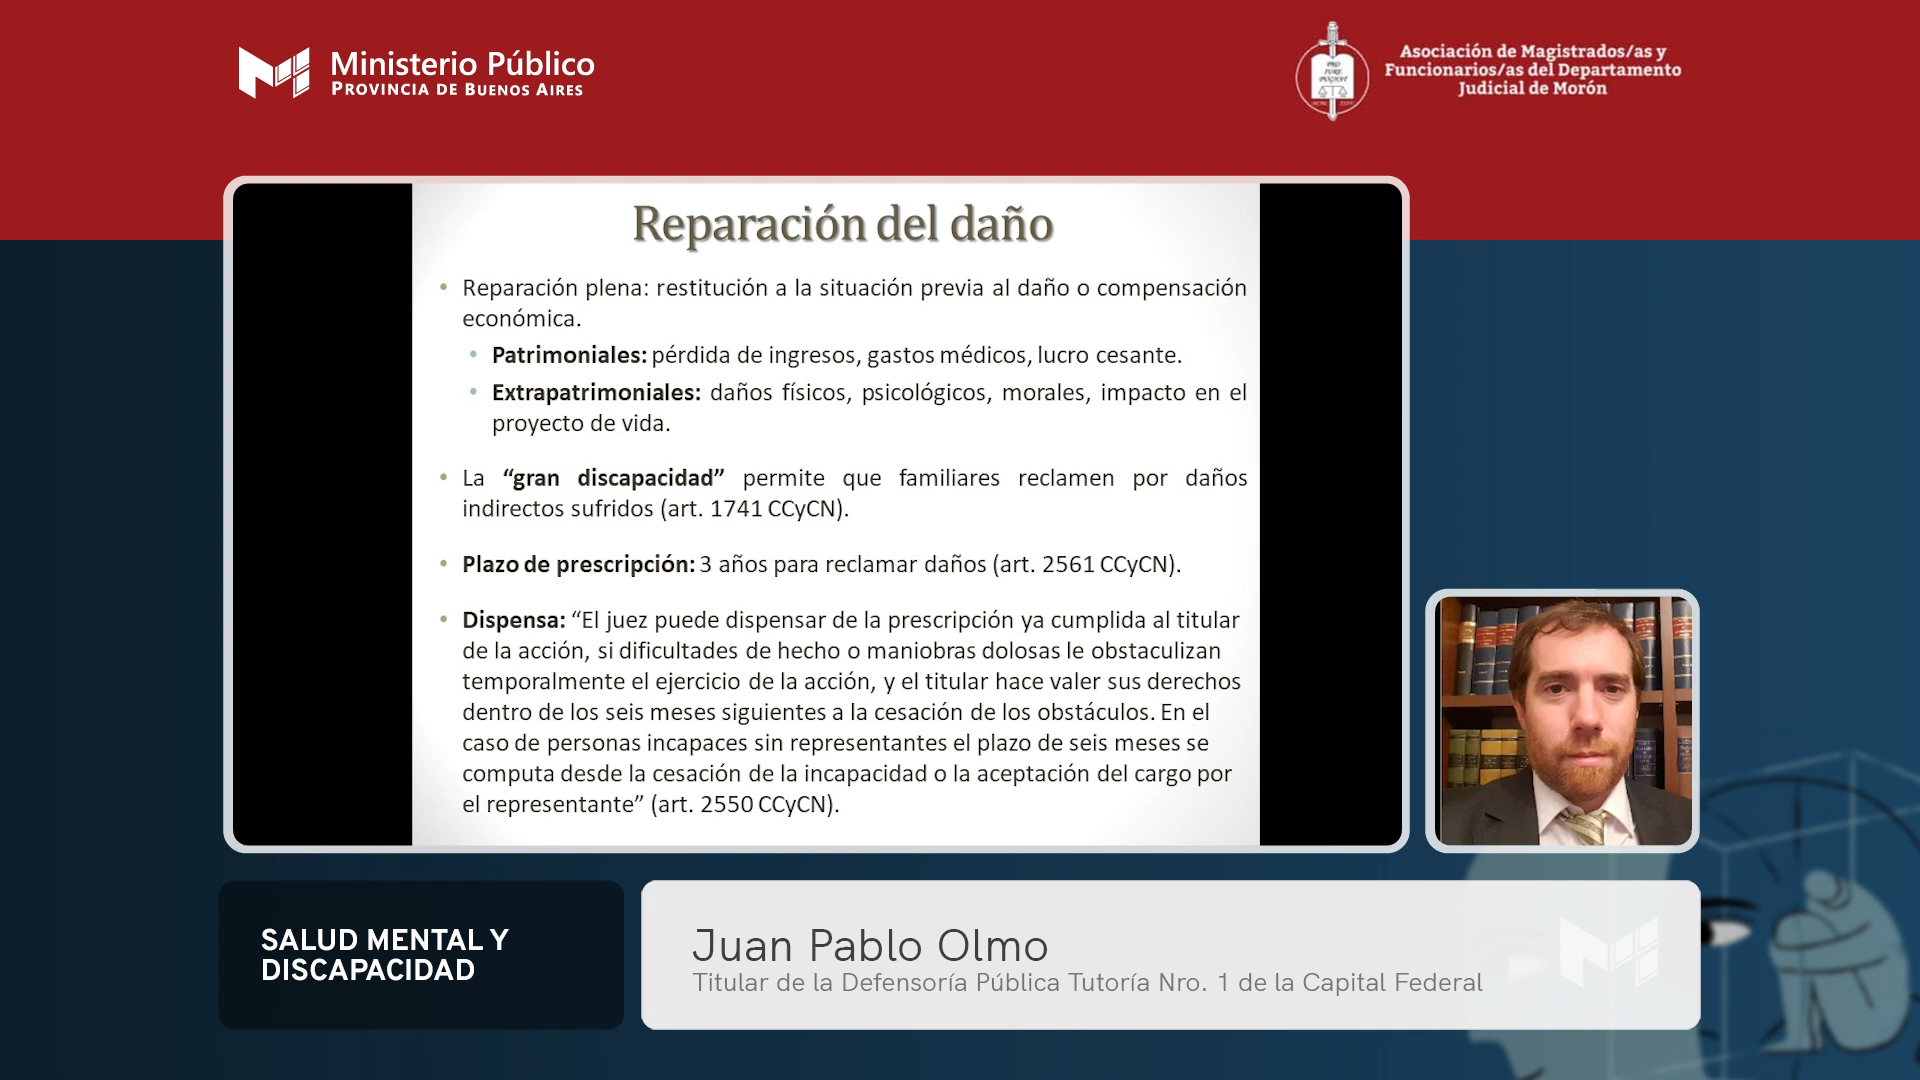 Ministerio Público
PROVINCIA DE BUENOS AIRES
Asociación de Magistrados/as y
Funcionarios/as del Departamento
Judicial de Morón
Reparación del daño
• Reparación plena: restitución a la situación previa al daño o compensación
económica.
• Patrimoniales: pérdida de ingresos, gastos médicos, lucro cesante.
• Extrapatrimoniales: daños físicos, psicológicos, morales, impacto en el
proyecto de vida.
• La “gran discapacidad” permite que familiares reclamen por daños
indirectos sufridos (art. 1741 CCyCN).
• Plazo de prescripción: 3 años para reclamar daños (art. 2561 CCyCN).
• Dispensa: “El juez puede dispensar de la prescripción ya cumplida al titular
de la acción, si dificultades de hecho o maniobras dolosas le obstaculizan
temporalmente el ejercicio de la acción, y el titular hace valer sus derechos
dentro de los seis meses siguientes a la cesación de los obstáculos. En el
caso de personas incapaces sin representantes el plazo de seis meses se
computa desde la cesación de la incapacidad o la aceptación del cargo por
el representante” (art. 2550 CCyCN).
SALUD MENTAL Y
DISCAPACIDAD
Juan Pablo Olmo
Titular de la Defensoría Pública Tutoría Nro. 1 de la Capital Federal